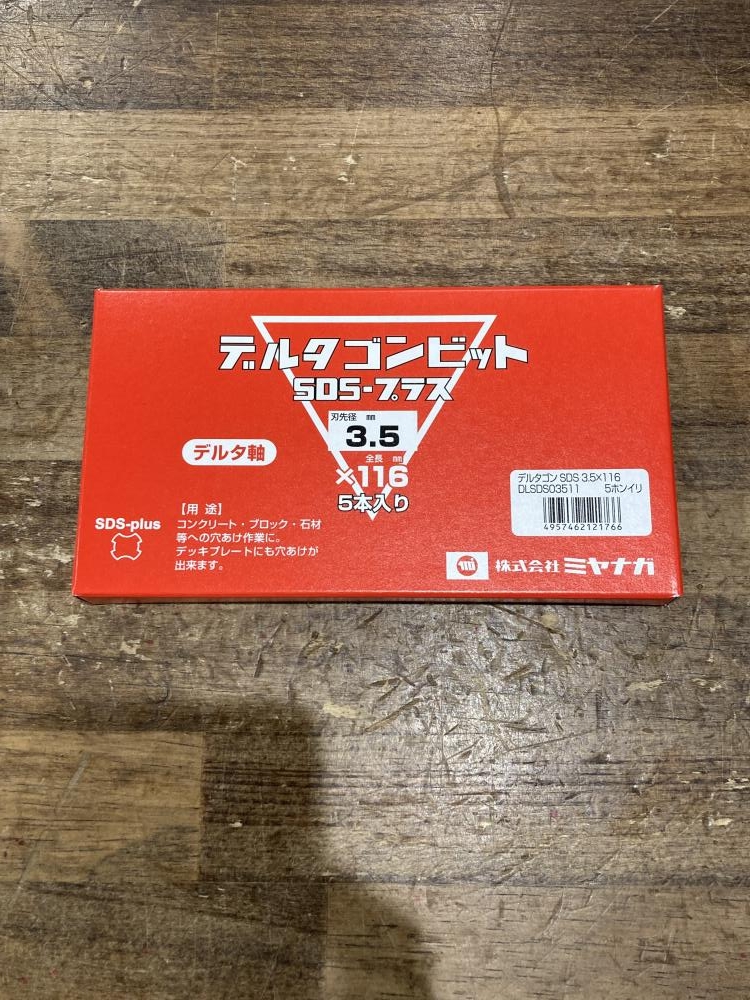 デルタゴンビット
SDS-プラス
刃先径 ㎜
3.5
全長 ㎜
×116
5本入り
デルタ軸
SDS-plus
【用 途】
コンクリート・ブロック・石材
等への穴あけ作業に。
デッキプレートにも穴あけが
出来ます。
デルタゴン SDS 3.5×116
DLSDS03511 5ホンイリ
4957462121766
株式会社 ミヤナガ